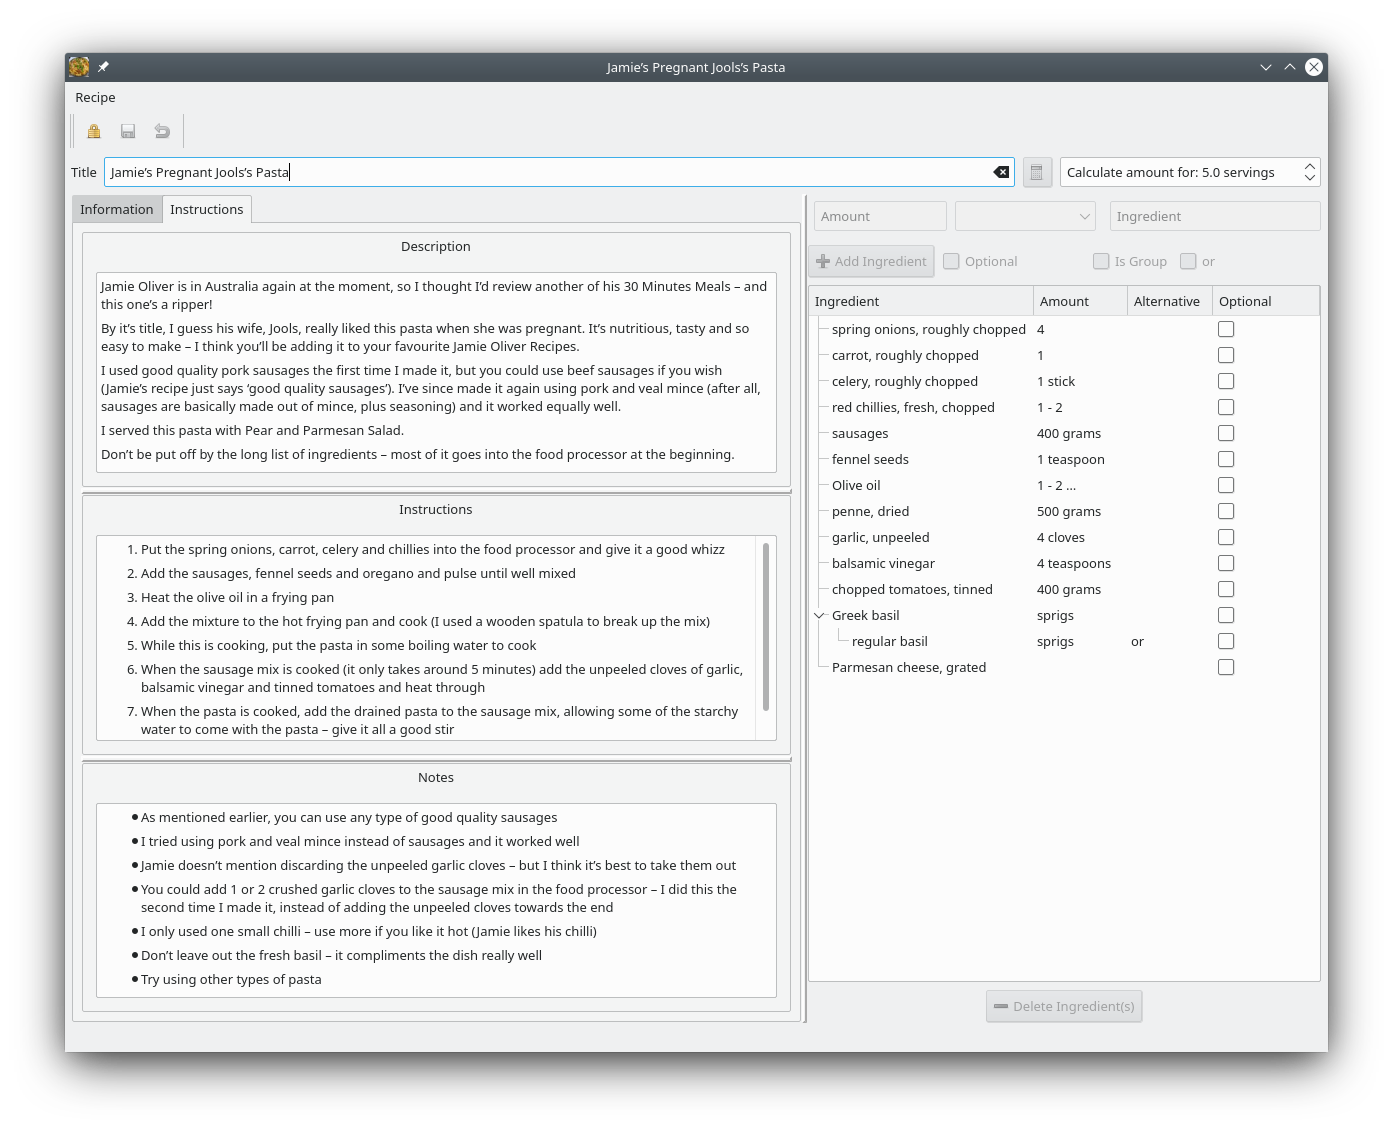 Jamie’s Pregnant Jools’s Pasta
Recipe
Title
Jamie’s Pregnant Jools’s Pasta
Calculate amount for: 5.0 servings
Information
Instructions
Description
Jamie Oliver is in Australia again at the moment, so I thought I’d review another of his 30 Minutes Meals – and
this one’s a ripper!
By it’s title, I guess his wife, Jools, really liked this pasta when she was pregnant. It’s nutritious, tasty and so
easy to make – I think you’ll be adding it to your favourite Jamie Oliver Recipes.
I used good quality pork sausages the first time I made it, but you could use beef sausages if you wish
(Jamie’s recipe just says ‘good quality sausages’). I’ve since made it again using pork and veal mince (after all,
sausages are basically made out of mince, plus seasoning) and it worked equally well.
I served this pasta with Pear and Parmesan Salad.
Don’t be put off by the long list of ingredients – most of it goes into the food processor at the beginning.
Instructions
1. Put the spring onions, carrot, celery and chillies into the food processor and give it a good whizz
2. Add the sausages, fennel seeds and oregano and pulse until well mixed
3. Heat the olive oil in a frying pan
4. Add the mixture to the hot frying pan and cook (I used a wooden spatula to break up the mix)
5. While this is cooking, put the pasta in some boiling water to cook
6. When the sausage mix is cooked (it only takes around 5 minutes) add the unpeeled cloves of garlic,
balsamic vinegar and tinned tomatoes and heat through
7. When the pasta is cooked, add the drained pasta to the sausage mix, allowing some of the starchy
water to come with the pasta – give it all a good stir
Notes
• As mentioned earlier, you can use any type of good quality sausages
• I tried using pork and veal mince instead of sausages and it worked well
• Jamie doesn’t mention discarding the unpeeled garlic cloves – but I think it’s best to take them out
• You could add 1 or 2 crushed garlic cloves to the sausage mix in the food processor – I did this the
second time I made it, instead of adding the unpeeled cloves towards the end
• I only used one small chilli – use more if you like it hot (Jamie likes his chilli)
• Don’t leave out the fresh basil – it compliments the dish really well
• Try using other types of pasta
Amount
Ingredient
Add Ingredient
Optional
Is Group
or
Ingredient Amount Alternative Optional
spring onions, roughly chopped 4
carrot, roughly chopped 1
celery, roughly chopped 1 stick
red chillies, fresh, chopped 1 - 2
sausages 400 grams
fennel seeds 1 teaspoon
Olive oil 1 - 2 ...
penne, dried 500 grams
garlic, unpeeled 4 cloves
balsamic vinegar 4 teaspoons
chopped tomatoes, tinned 400 grams
Greek basil sprigs
regular basil sprigs or
Parmesan cheese, grated
Delete Ingredient(s)